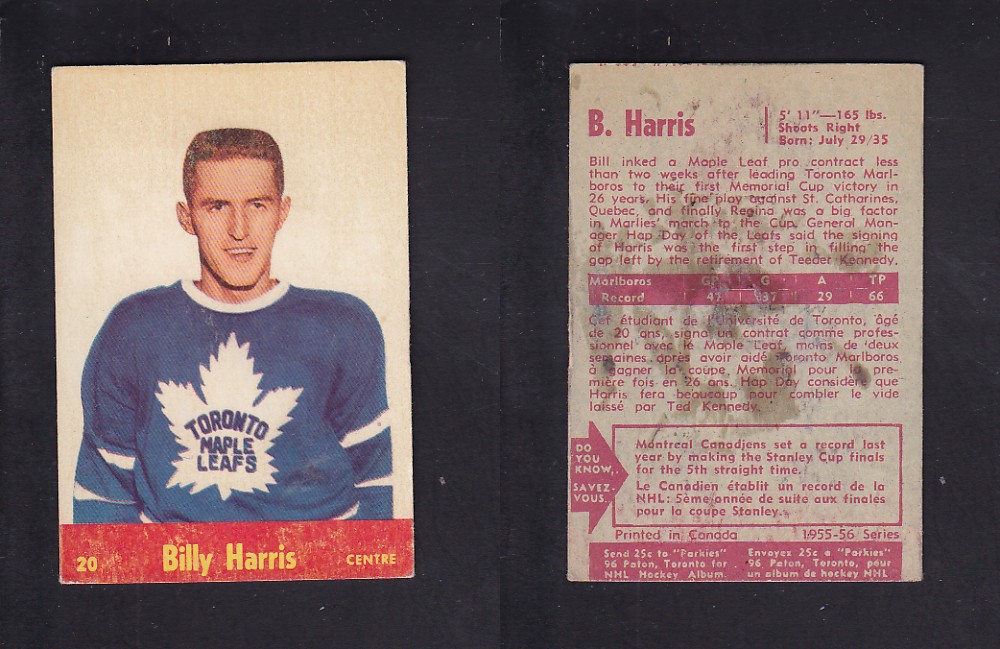 TORONTO
MAPLE
LEAFS
20 Billy Harris CENTRE
B. Harris
5' 11"—165 lbs.
Shoots Right
Born: July 29/35
Bill inked a Maple Leaf pro contract less
than two weeks after leading Toronto Marl-
boros to their first Memorial Cup victory in
26 years. His fine play against St. Catharines,
Quebec, and finally Regina was a big factor
in Marlies' march to the Cup. General Man-
ager Hap Day of the Leafs said the signing
of Harris was the first step in filling the
gap left by the retirement of Teeder Kennedy.
Marlboros GP G A TP
Record 47 37 29 66
Cet étudiant de l'Université de Toronto, âgé
de 20 ans, signa un contrat comme profes-
sionnel avec le Maple Leaf, moins de deux
semaines après avoir aidé Toronto Marlboros
à gagner la coupe Memorial pour la pre-
mière fois en 26 ans. Hap Day considère que
Harris fera beaucoup pour combler le vide
laissé par Ted Kennedy.
DO
YOU
KNOW,
SAVEZ-
VOUS.
Montreal Canadiens set a record last
year by making the Stanley Cup finals
for the 5th straight time.
Le Canadien établit un record de la
NHL: 5ème année de suite aux finales
pour la coupe Stanley.
Printed in Canada 1955-56 Series
Send 25c to "Parkies"
96 Paton, Toronto for
NHL Hockey Album.
Envoyez 25c a "Parkies"
96 Paton, Toronto, pour
un album de hockey NHL